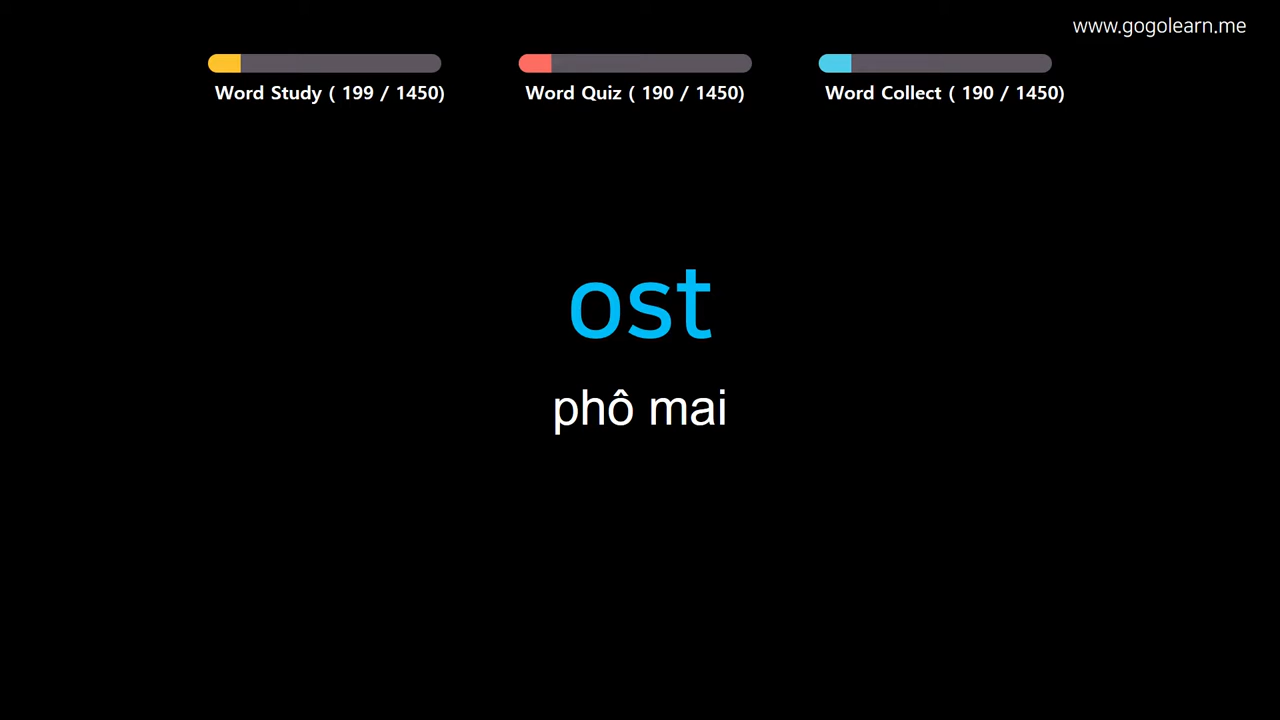 www.gogolearn.me
Word Study ( 199 / 1450)
Word Quiz ( 190 / 1450)
Word Collect ( 190 / 1450)
ost
phô mai